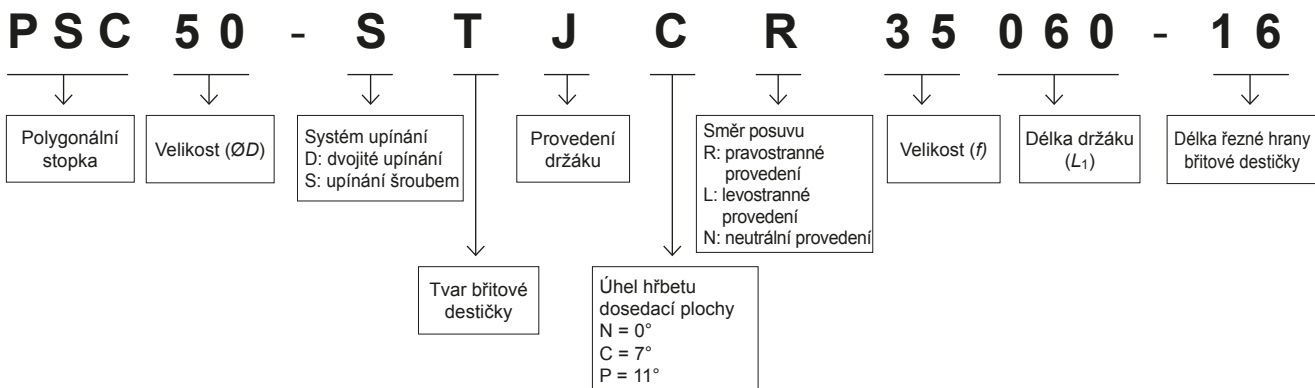 PSC 50 - S T J C R 35 060 - 16
Polygonální
stopka
Velikost (ØD)
Systém upínání
D: dvojité upínání
S: upínání šroubem
Provedení
držáku
Směr posuvu
R: pravostranné
provedení
L: levostranné
provedení
N: neutrální provedení
Velikost (f)
Délka držáku
(L1)
Délka řezné hrany
břitové destičky
Tvar břitové
destičky
Úhel hřbetu
dosedací plochy
N = 0°
C = 7°
P = 11°